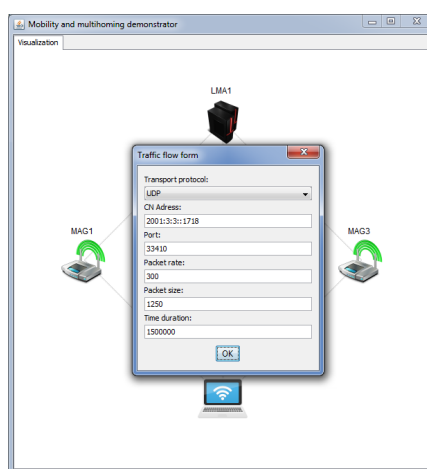 Mobility and multihoming demonstrator
Visualization
LMA1
Traffic flow form
Transport protocol:
UDP
CN Adress:
2001:3:3::1718
MAG1
MAG3
Port:
33410
Packet rate:
300
Packet size:
1250
Time duration:
1500000
OK